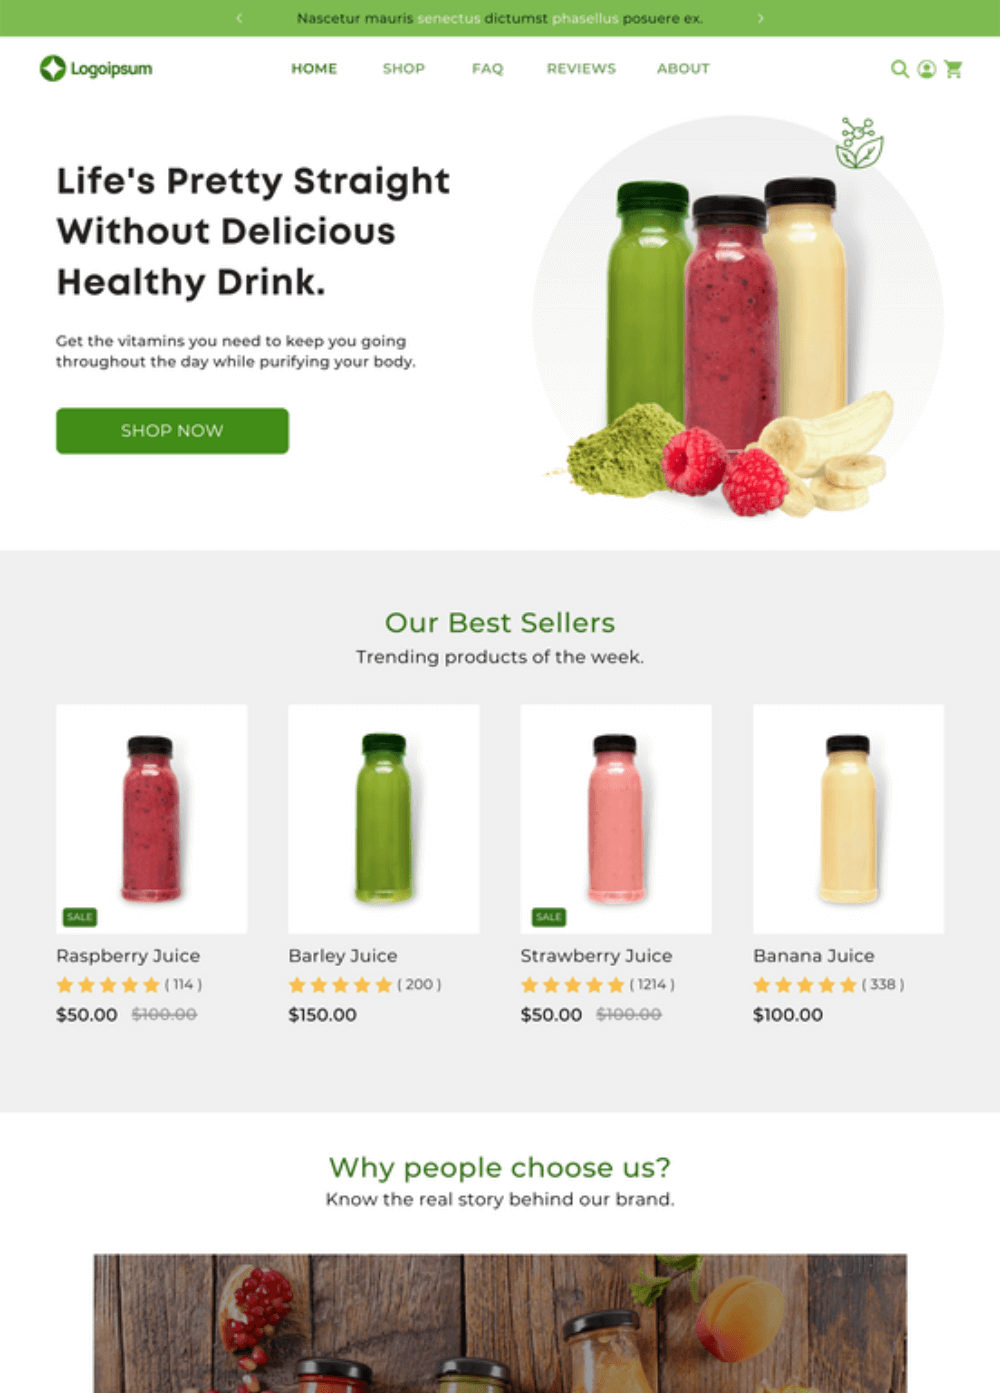 Nascetur mauris senectus dictumst phasellus posuere ex.
Logoipsum
HOME SHOP FAQ REVIEWS ABOUT
Life's Pretty Straight
Without Delicious
Healthy Drink.
Get the vitamins you need to keep you going
throughout the day while purifying your body.
SHOP NOW
Our Best Sellers
Trending products of the week.
SALE
Raspberry Juice
( 114 )
$50.00 $100.00
Barley Juice
( 200 )
$150.00
SALE
Strawberry Juice
( 1214 )
$50.00 $100.00
Banana Juice
( 338 )
$100.00
Why people choose us?
Know the real story behind our brand.